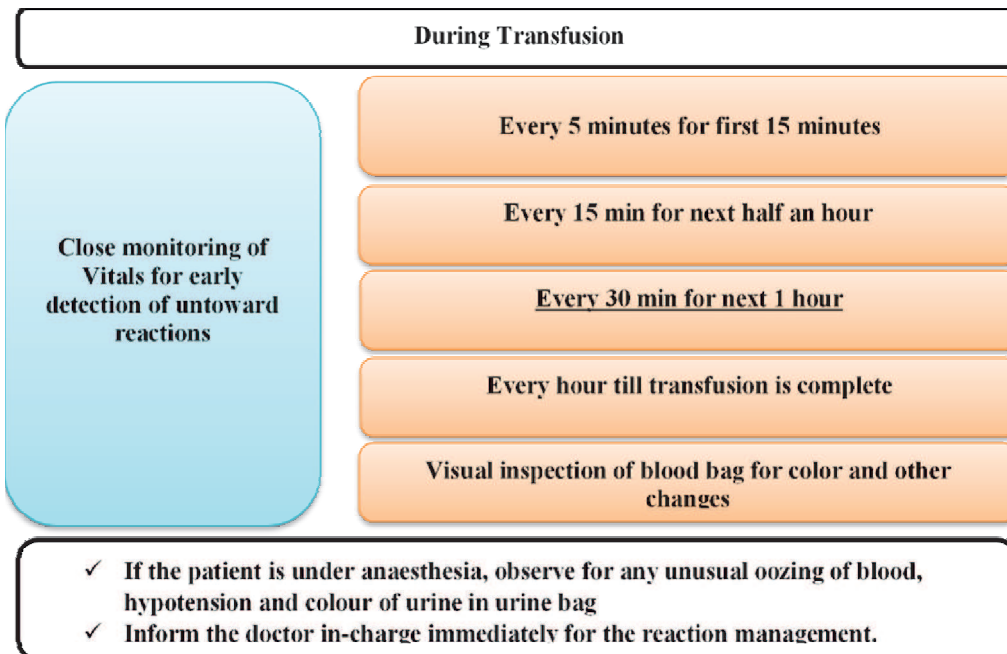 During Transfusion
Close monitoring of
Vitals for early
detection of untoward
reactions
Every 5 minutes for first 15 minutes
Every 15 min for next half an hour
Every 30 min for next 1 hour
Every hour till transfusion is complete
Visual inspection of blood bag for color and other
changes
✓ If the patient is under anaesthesia, observe for any unusual oozing of blood,
hypotension and colour of urine in urine bag
✓ Inform the doctor in-charge immediately for the reaction management.